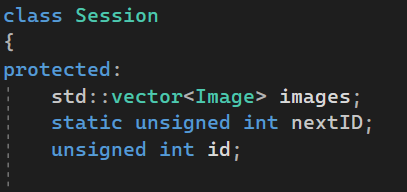 class Session
{
protected:
    std::vector<Image> images;
    static unsigned int nextID;
    unsigned int id;